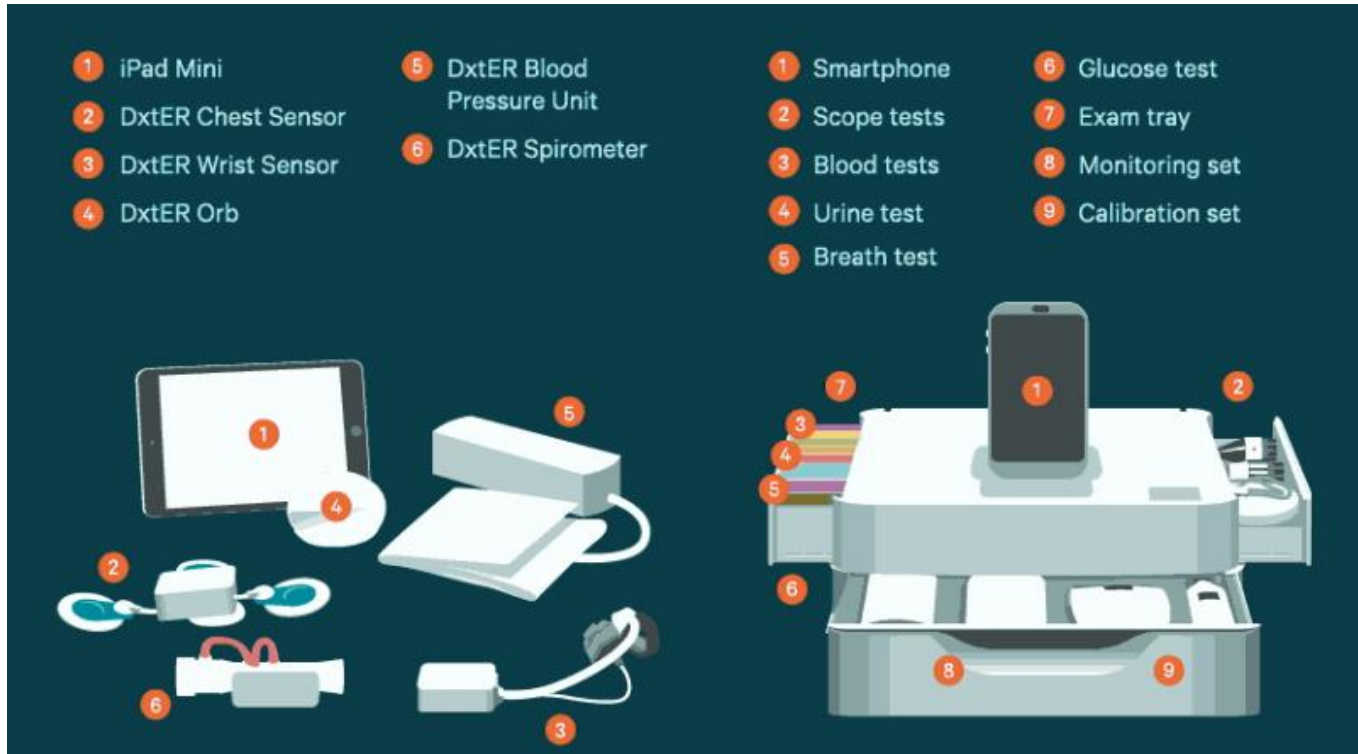 1 iPad Mini
2 DxtER Chest Sensor
3 DxtER Wrist Sensor
4 DxtER Orb
5 DxtER Blood
Pressure Unit
6 DxtER Spirometer
1 Smartphone
2 Scope tests
3 Blood tests
4 Urine test
5 Breath test
6 Glucose test
7 Exam tray
8 Monitoring set
9 Calibration set
1
4
5
2
6
3
7
1
2
3
4
5
6
8
9